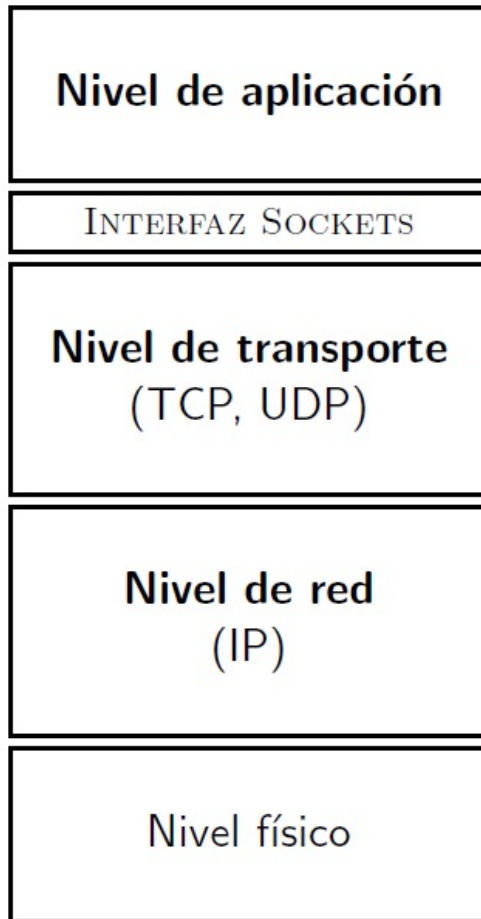 Nivel de aplicación
Interfaz Sockets
Nivel de transporte
(TCP, UDP)
Nivel de red
(IP)
Nivel físico